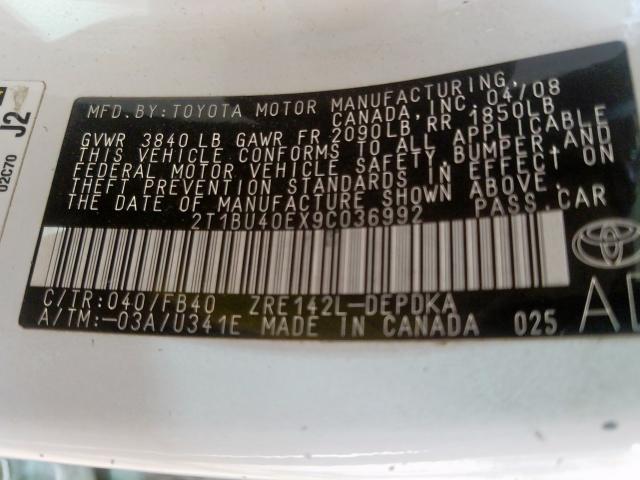 MFD. BY: TOYOTA MOTOR MANUFACTURING,
CANADA, INC. 04/08
GVWR 3840 LB GAWR FR 2090LB, RR 1850LB
THIS VEHICLE CONFORMS TO ALL APPLICABLE
FEDERAL MOTOR VEHICLE SAFETY, BUMPER, AND
THEFT PREVENTION STANDARDS IN EFFECT ON
THE DATE OF MANUFACTURE SHOWN ABOVE.
2T1BU40EX9C036992 PASS. CAR
C/TR: 040/FB40 ZRE142L-DEPDKA
A/TM:-03A/U341E MADE IN CANADA 025
TOYOTA
J2
02C70